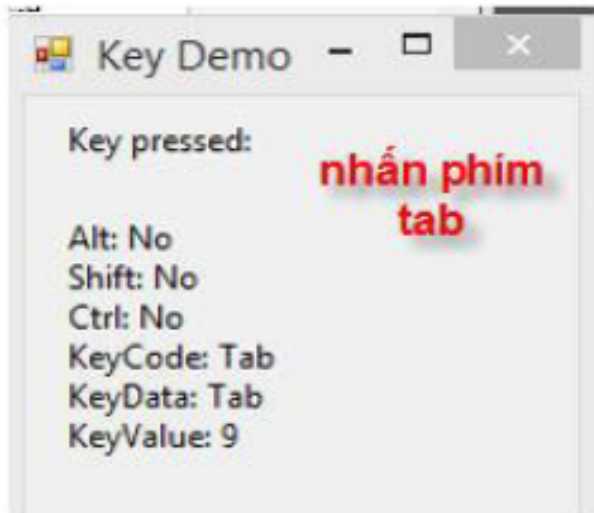 Key Demo
Key pressed:
nhấn phím
tab
Alt: No
Shift: No
Ctrl: No
KeyCode: Tab
KeyData: Tab
KeyValue: 9